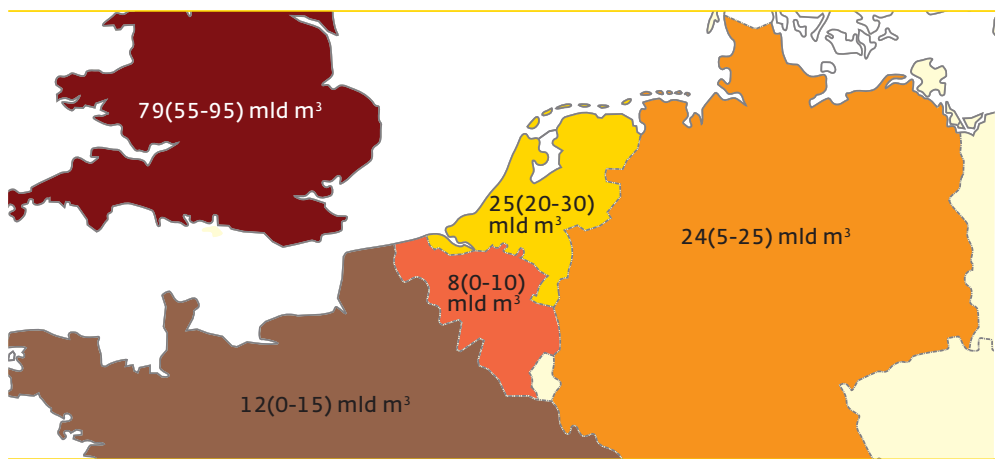 79(55-95) mld m³
25(20-30)
mld m³
24(5-25) mld m³
8(0-10)
mld m³
12(0-15) mld m³